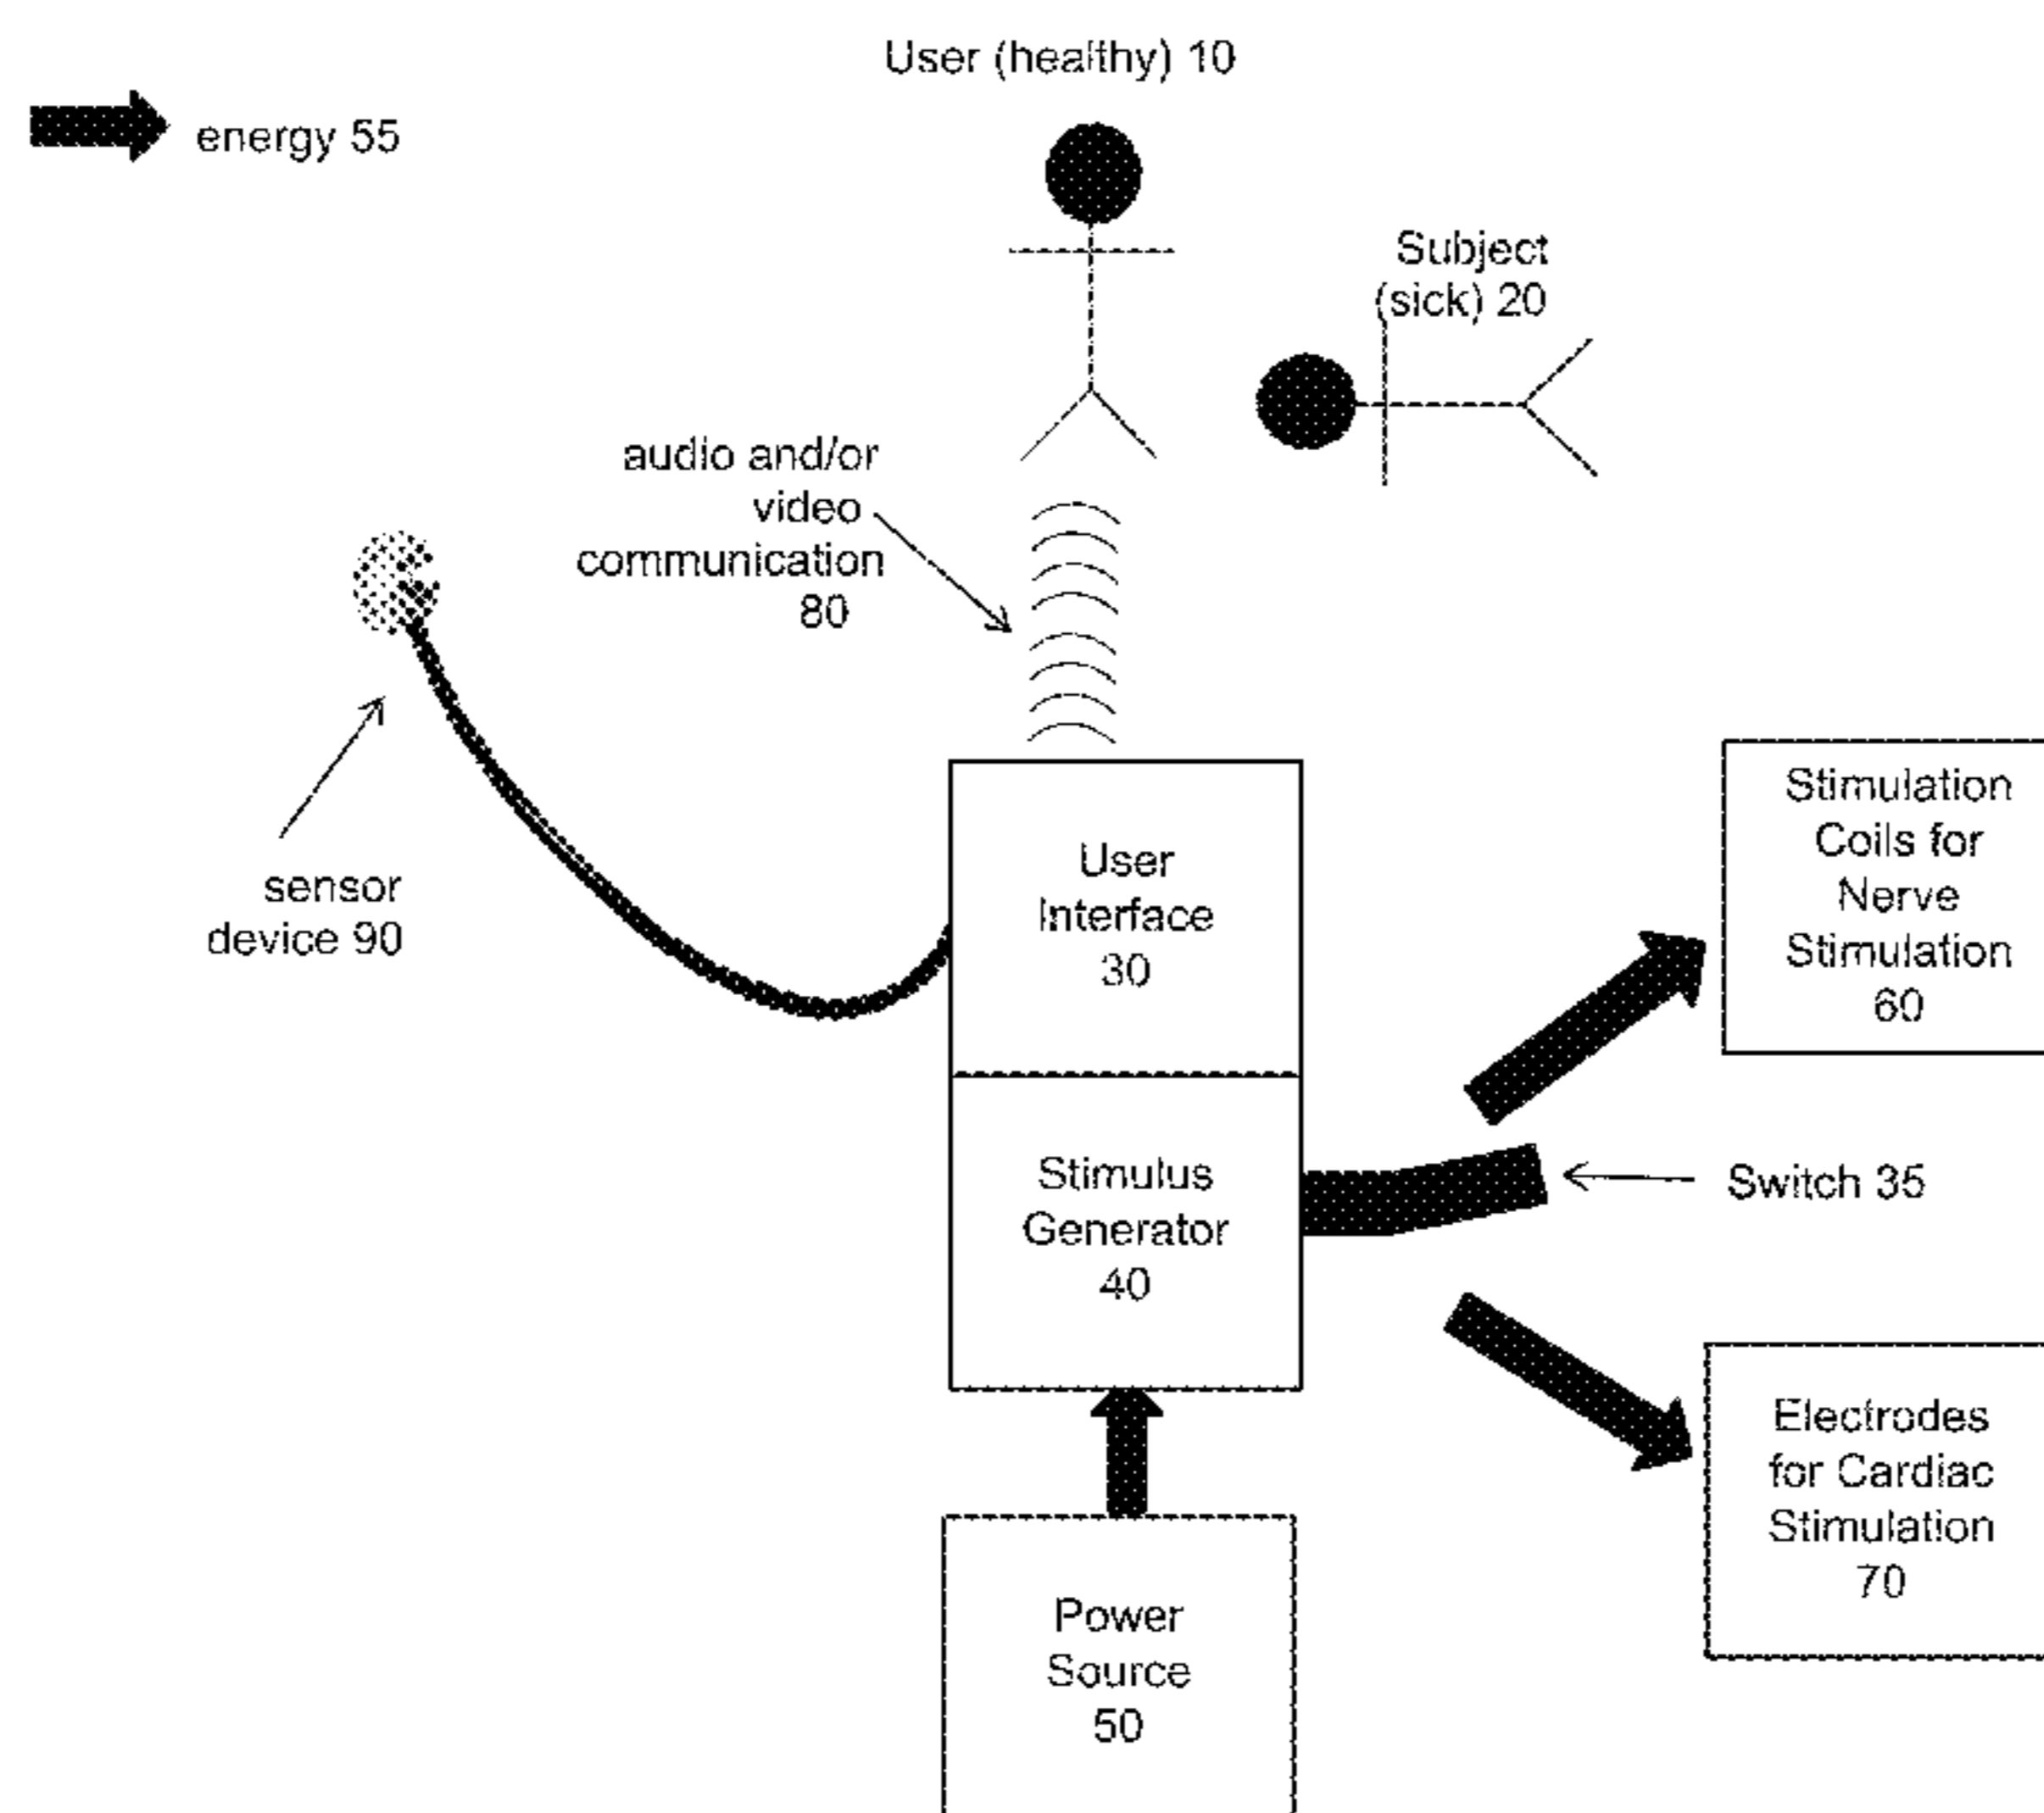 User (healthy) 10
energy 55
Subject
(sick) 20
audio and/or
video
communication
80
sensor
device 90
User
Interface
30
Stimulation
Coils for
Nerve
Stimulation
60
Stimulus
Generator
40
Switch 35
Electrodes
for Cardiac
Stimulation
70
Power
Source
50